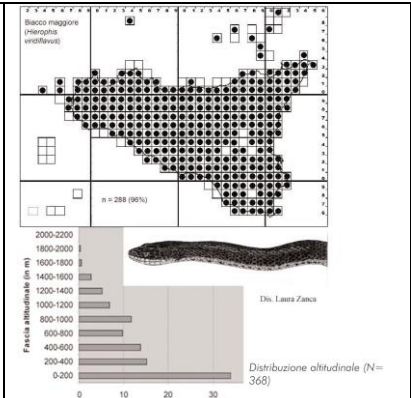 Biacco maggiore
(Hierophis
viridiflavus)
n = 288 (96%)
2000-2200
1800-2000
1600-1800
1400-1600
1200-1400
1000-1200
800-1000
600-800
400-600
200-400
0-200
Fascia altitudinale (in m)
0 10 20 30
Dis. Laura Zanca
Distribuzione altitudinale (N=
368)